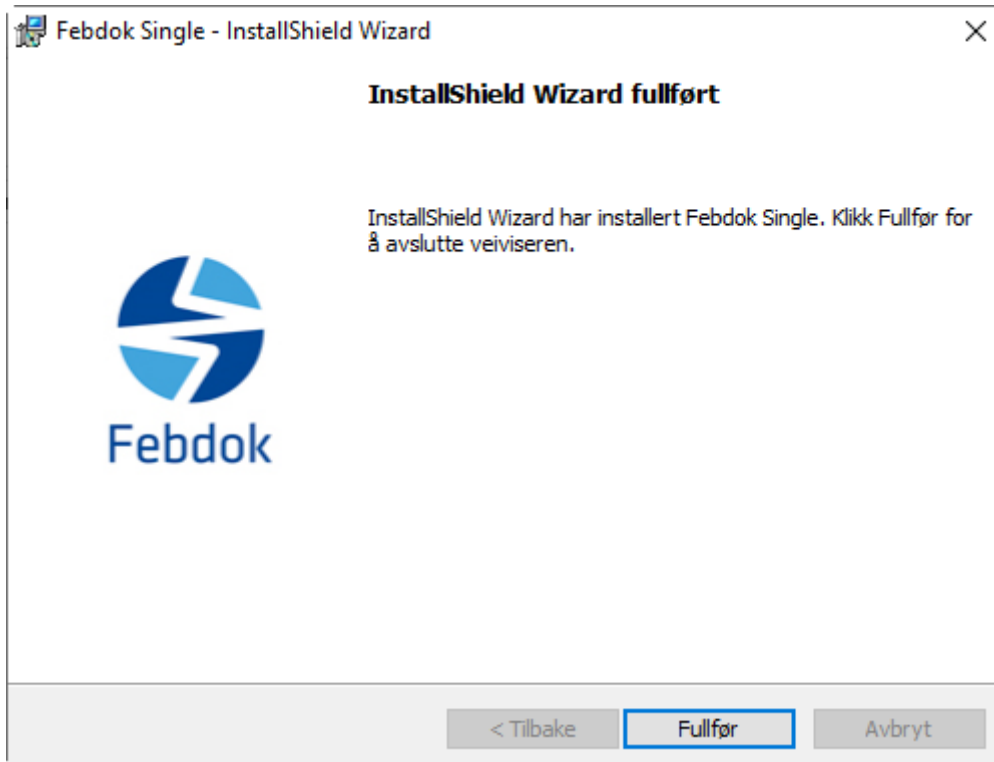 Febdok Single - InstallShield Wizard
InstallShield Wizard fullført
InstallShield Wizard har installert Febdok Single. Klikk Fullfør for
å avslutte veiviseren.
Febdok
< Tilbake
Fullfør
Avbryt